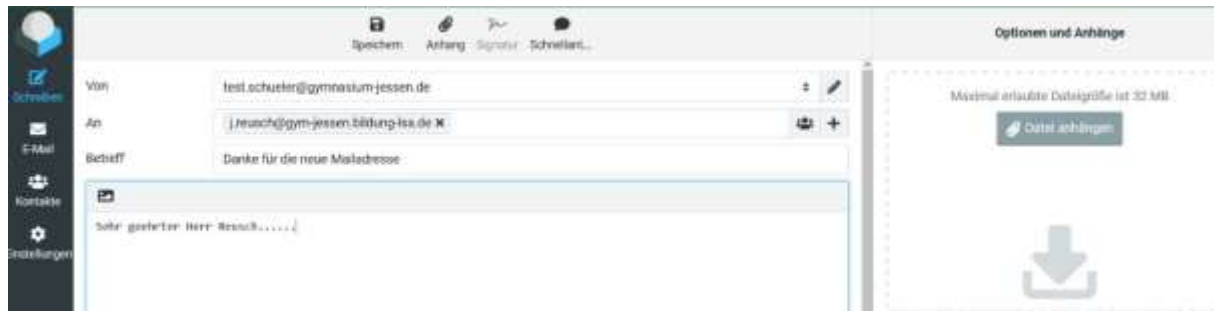 Speichern Anhang Signatur Schnellant...
Optionen und Anhänge
Schreiben
E-Mail
Kontakte
Einstellungen
Von test.schueler@gymnasium-jessen.de
An j.reusch@gym-jessen.bildung-lsa.de
Betreff Danke für die neue Mailadresse
Sehr geehrter Herr Reusch......
Maximal erlaubte Dateigröße ist 32 MB
Datei anhängen